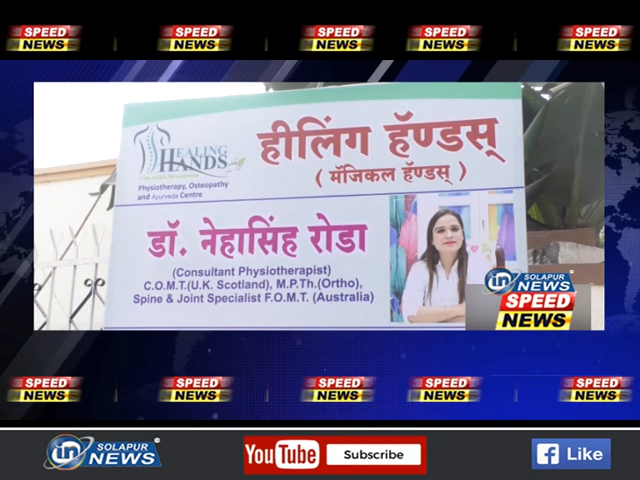 SPEED NEWS SPEED NEWS SPEED NEWS SPEED NEWS SPEED NEWS
HEALING HANDS
Physiotherapy, Osteopathy
and Ayurveda Centre
हीलिंग हॅण्डस्
( मॅजिकल हॅण्डस् )
डॉ. नेहासिंह रोडा
(Consultant Physiotherapist)
C.O.M.T.(U.K. Scotland), M.P.Th.(Ortho),
Spine & Joint Specialist F.O.M.T. (Australia)
in SOLAPUR NEWS
SPEED NEWS
SPEED NEWS SPEED NEWS SPEED NEWS SPEED NEWS SPEED NEWS
in SOLAPUR NEWS
YouTube Subscribe
f Like